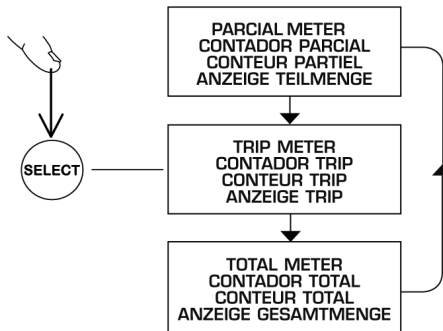 PARCIAL METER
CONTADOR PARCIAL
CONTEUR PARTIEL
ANZEIGE TEILMENGE
SELECT
TRIP METER
CONTADOR TRIP
CONTEUR TRIP
ANZEIGE TRIP
TOTAL METER
CONTADOR TOTAL
CONTEUR TOTAL
ANZEIGE GESAMTMENGE